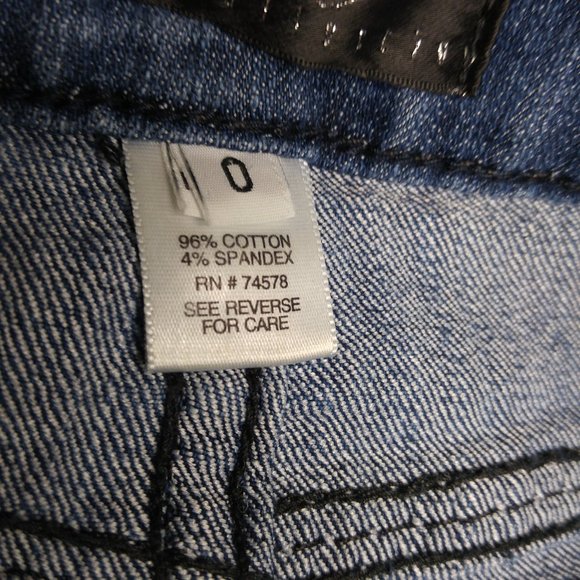 0
96% COTTON
4% SPANDEX
RN # 74578
SEE REVERSE
FOR CARE